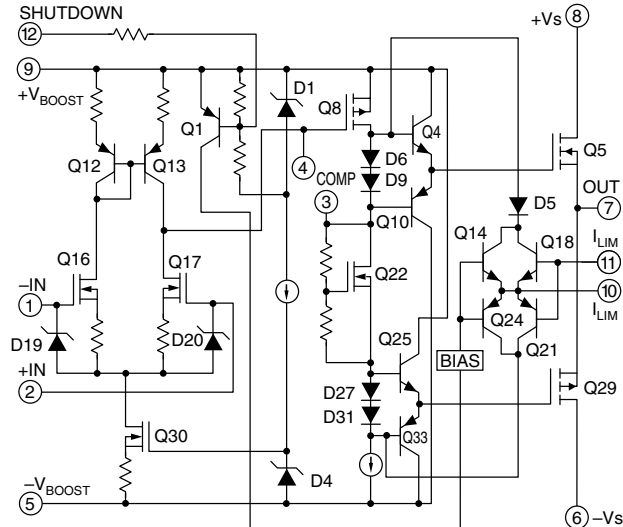 SHUTDOWN
12
8
+Vs
9
+VBOOST
D1
Q8
Q4
Q1
Q12
Q13
4
D6
D9
Q5
COMP
3
Q10
D5
OUT
7
Q14
Q18
ILIM
11
Q16
Q17
Q22
10
ILIM
–IN
1
D19
D20
Q24
Q21
Q25
BIAS
+IN
2
D27
D31
Q29
Q30
Q33
–VBOOST
5
D4
6
–Vs